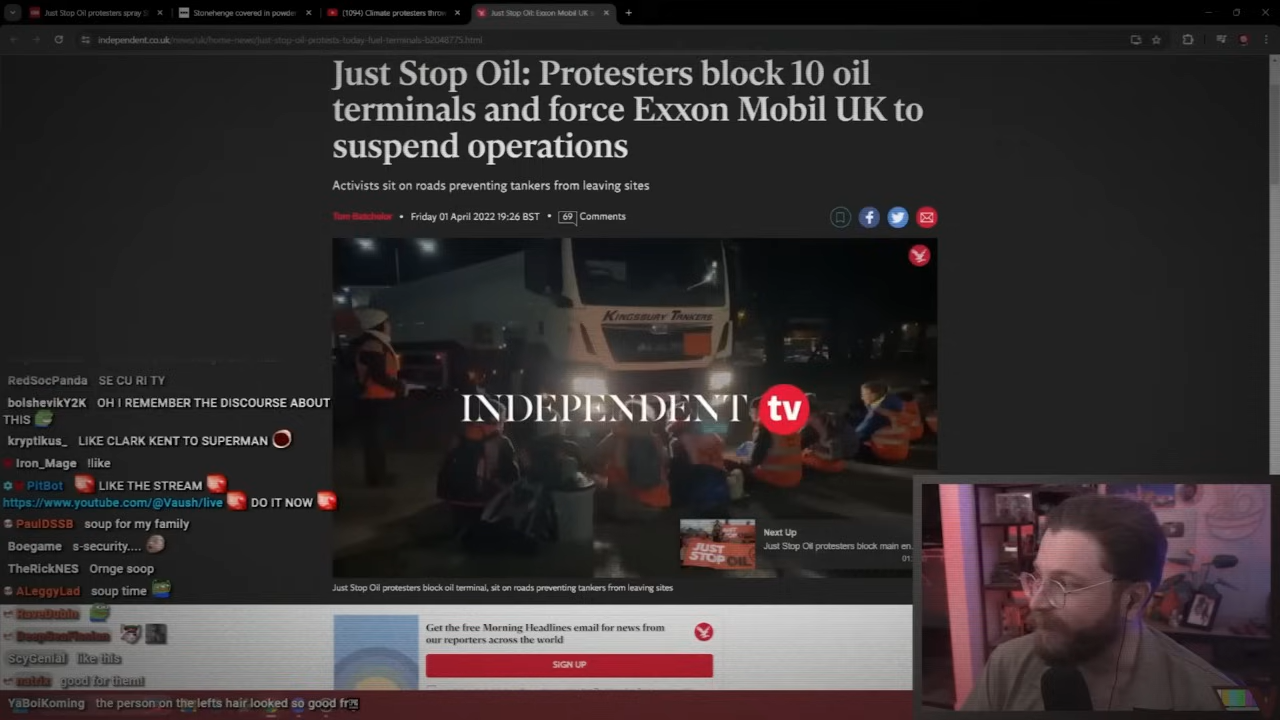 Just Stop Oil protesters spray
Stonehenge covered in powde
(1094) Climate protesters throw
Just Stop Oil: Exxon Mobil UK
independent.co.uk/news/uk/home-news/just-stop-oil-protests-today-fuel-terminals-b2048775.html
Just Stop Oil: Protesters block 10 oil
terminals and force Exxon Mobil UK to
suspend operations
Activists sit on roads preventing tankers from leaving sites
Tom Batchelor • Friday 01 April 2022 19:26 BST • 69 Comments
KINGSBURY TANKERS
INDEPENDENT tv
Next Up
Just Stop Oil protesters block main en...
01:
JUST
STOP OIL
Just Stop Oil protesters block oil terminal, sit on roads preventing tankers from leaving sites
Get the free Morning Headlines email for news from
our reporters across the world
SIGN UP
RedSocPanda SE CU RI TY
bolshevikY2K OH I REMEMBER THE DISCOURSE ABOUT
THIS
kryptikus_ LIKE CLARK KENT TO SUPERMAN
Iron_Mage !like
PitBot LIKE THE STREAM
https://www.youtube.com/@Vaush/live DO IT NOW
PaulDSSB soup for my family
Boegame s-security....
TheRickNES Ornge soop
ALeggyLad soup time
RaveDubin
ScyGenial like this
matrix good for them!
YaBoiKoming the person on the lefts hair looked so good fr